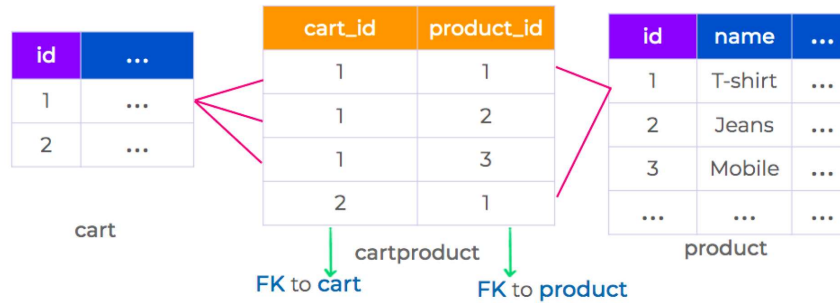 id ...
1 ...
2 ...
cart
cart_id product_id
1 1
1 2
1 3
2 1
cartproduct
FK to cart
FK to product
id name ...
1 T-shirt ...
2 Jeans ...
3 Mobile ...
... ... ...
product